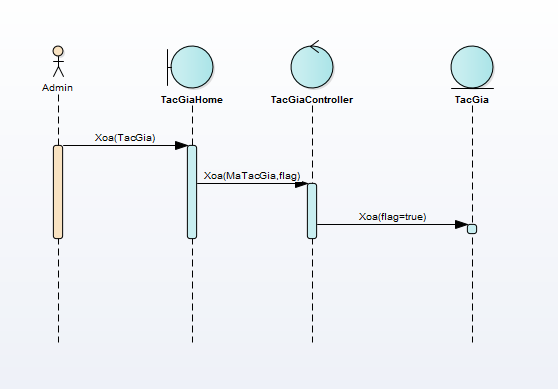 Admin
TacGiaHome
TacGiaController
TacGia
Xoa(TacGia)
Xoa(MaTacGia,flag)
Xoa(flag=true)